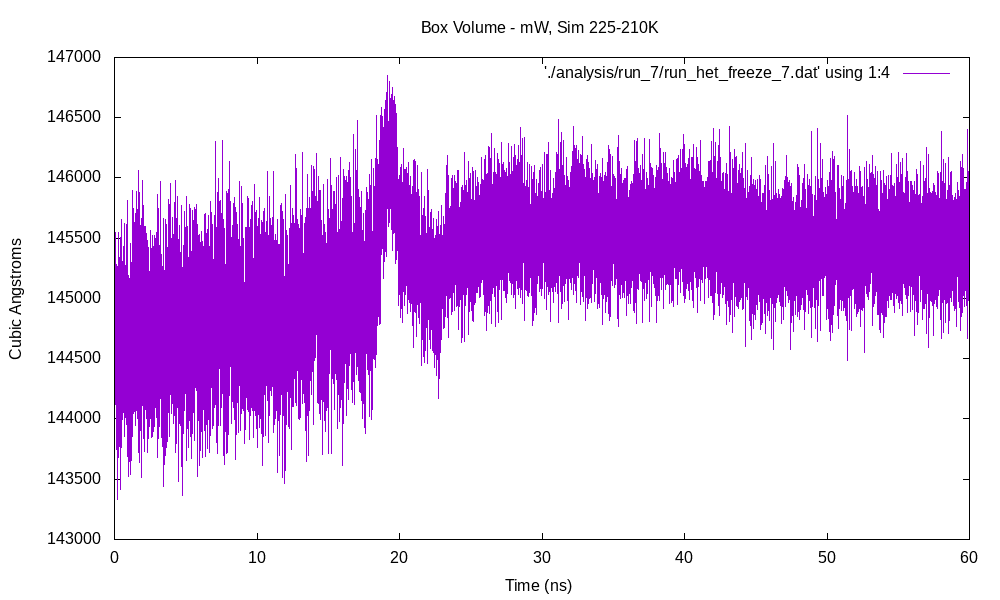 Box Volume - mW, Sim 225-210K
'./analysis/run_7/run_het_freeze_7.dat' using 1:4
147000
146500
146000
145500
145000
144500
144000
143500
143000
Cubic Angstroms
0 10 20 30 40 50 60
Time (ns)